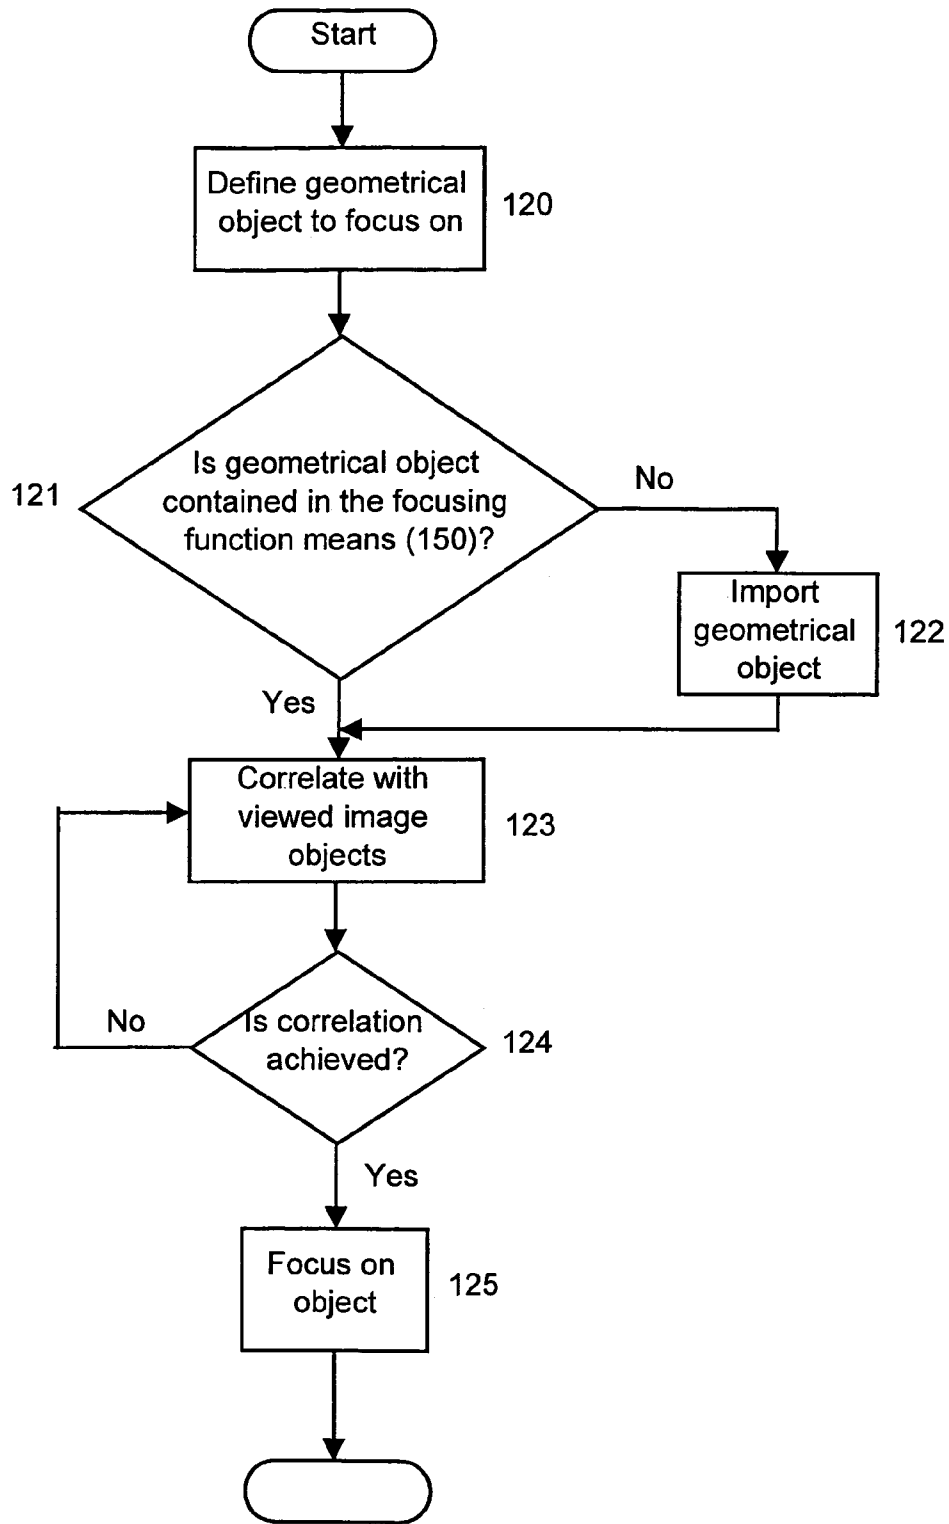 Start
Define geometrical
object to focus on
120
Is geometrical object
contained in the focusing
function means (150)?
121
No
Import
geometrical
object
122
Yes
Correlate with
viewed image
objects
123
No
Is correlation
achieved?
124
Yes
Focus on
object
125